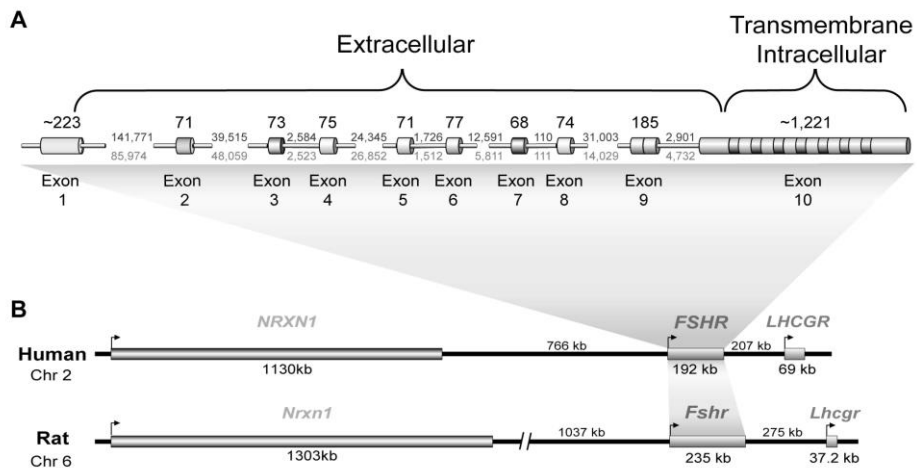 A
Extracellular
Transmembrane
Intracellular
~223 71 73 75 71 77 68 74 185 ~1,221
141,771 39,515 2,584 24,345 1,726 12,591 110 31,003 2,901
85,974 48,059 2,523 26,852 1,512 5,811 111 14,029 4,732
Exon Exon Exon Exon Exon Exon Exon Exon Exon Exon
1 2 3 4 5 6 7 8 9 10
B
NRXN1 FSHR LHCGR
Human 766 kb 207 kb
Chr 2 1130kb 192 kb 69 kb
Nrxn1 Fshr Lhcgr
Rat 1037 kb 275 kb
Chr 6 1303kb 235 kb 37.2 kb